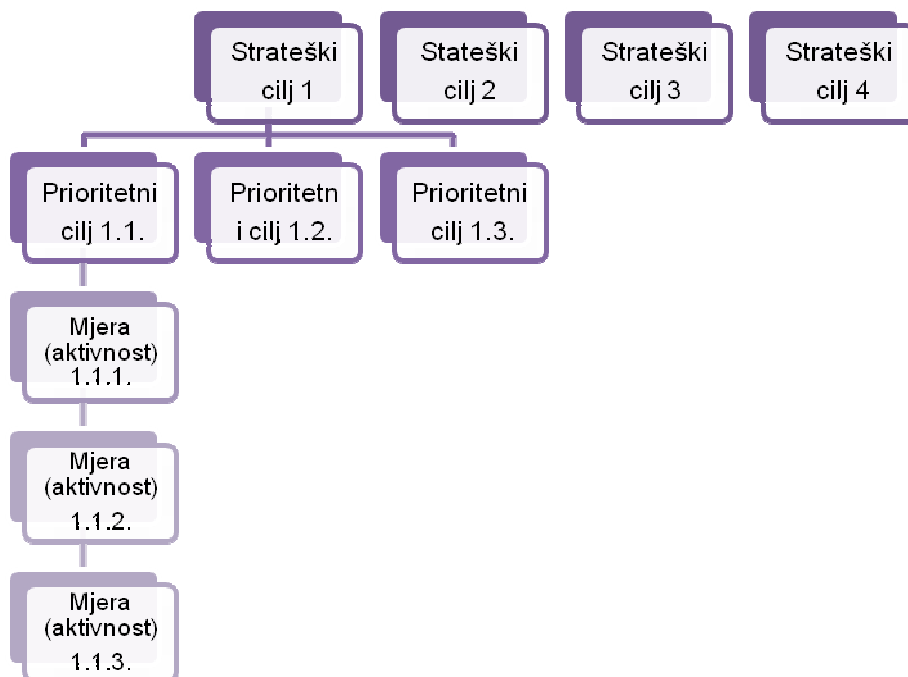 Strateški
cilj 1
Stateški
cilj 2
Strateški
cilj 3
Strateški
cilj 4
Prioritetni
cilj 1.1.
Prioritetn
i cilj 1.2.
Prioritetni
cilj 1.3.
Mjera
(aktivnost)
1.1.1.
Mjera
(aktivnost)
1.1.2.
Mjera
(aktivnost)
1.1.3.